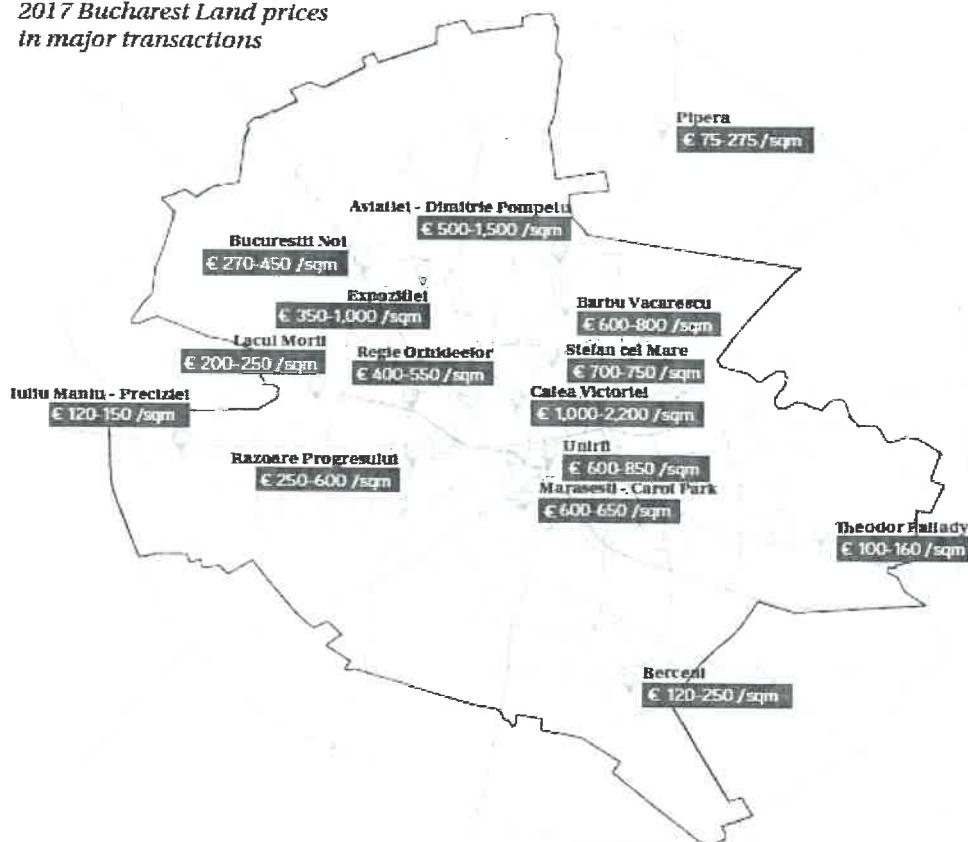 2017 Bucharest Land prices
in major transactions
Pipera
€ 75-275 /sqm
Aviatiei - Dimitrie Pompeiu
€ 500-1,500 /sqm
Bucurestii Noi
€ 270-450 /sqm
Expozitiei
€ 350-1,000 /sqm
Barbu Vacarescu
€ 600-800 /sqm
Lacul Morii
€ 200-250 /sqm
Regie Orhideelor
€ 400-550 /sqm
Stefan cel Mare
€ 700-750 /sqm
Iuliu Maniu - Preciziei
€ 120-150 /sqm
Calea Victoriei
€ 1,000-2,200 /sqm
Razoare Progresului
€ 250-600 /sqm
Unirii
€ 600-850 /sqm
Marasesti - Carol Park
€ 600-650 /sqm
Theodor Pallady
€ 100-160 /sqm
Berceni
€ 120-250 /sqm